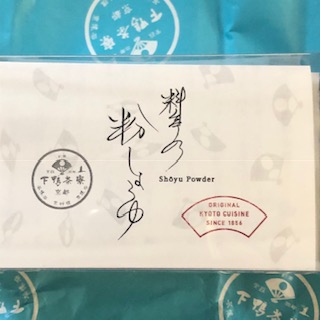 料亭の
粉しょうゆ
Shōyu Powder
下鴨茶寮
京都
ORIGINAL
KYOTO CUISINE
SINCE 1856